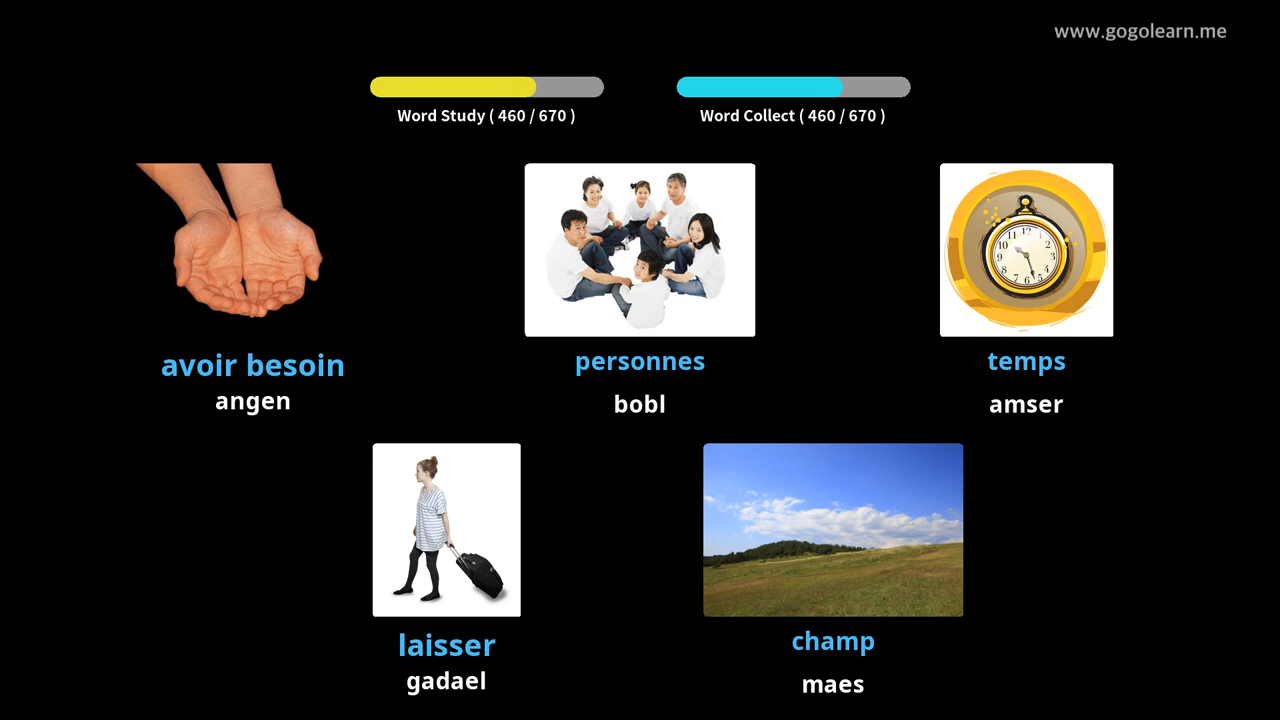 www.gogolearn.me
Word Study ( 460 / 670 )
Word Collect ( 460 / 670 )
avoir besoin
angen
personnes
bobl
temps
amser
laisser
gadael
champ
maes